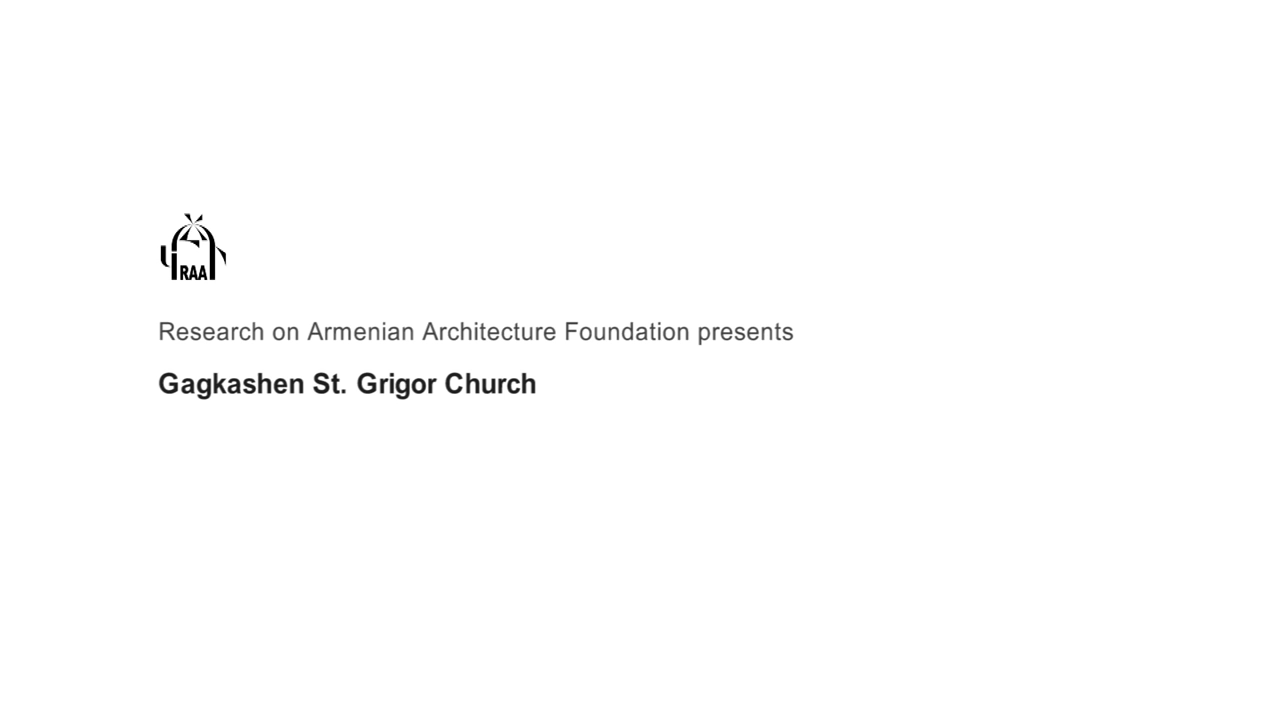 RAA
Research on Armenian Architecture Foundation presents
Gagkashen St. Grigor Church